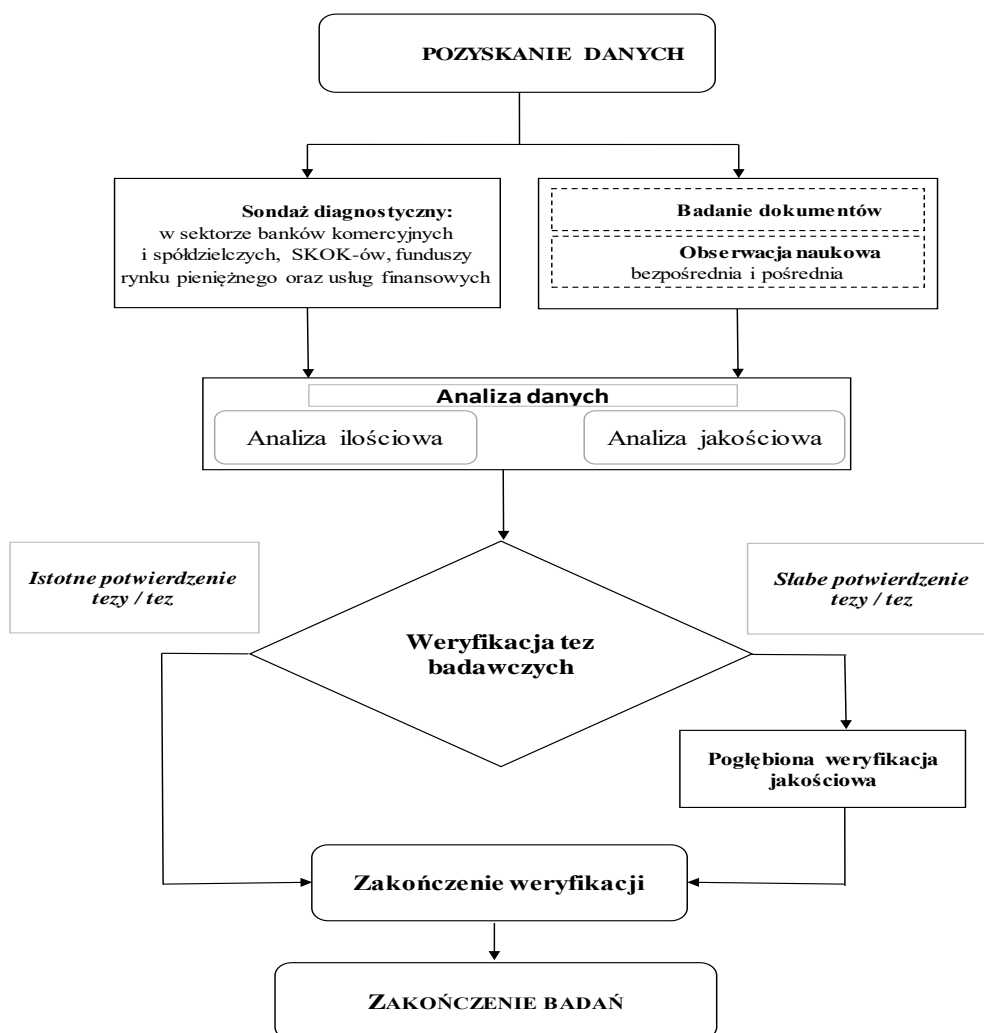 POZYSKANIE DANYCH
Sondaż diagnostyczny:
w sektorze banków komercyjnych
i spółdzielczych, SKOK-ów, funduszy
rynku pieniężnego oraz usług finansowych
Badanie dokumentów
Obserwacja naukowa
bezpośrednia i pośrednia
Analiza danych
Analiza ilościowa
Analiza jakościowa
Istotne potwierdzenie
tezy / tez
Słabe potwierdzenie
tezy / tez
Weryfikacja tez
badawczych
Pogłębiona weryfikacja
jakościowa
Zakończenie weryfikacji
ZAKOŃCZENIE BADAŃ